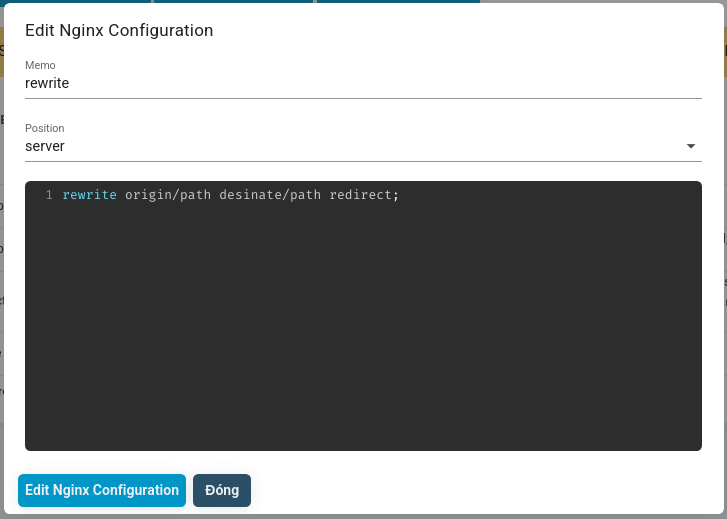 Edit Nginx Configuration
Memo
rewrite
Position
server
1 rewrite origin/path desinate/path redirect;
Edit Nginx Configuration Đóng